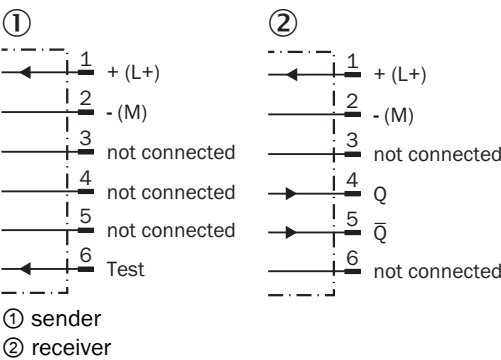 ①
1 + (L+)
2 - (M)
3 not connected
4 not connected
5 not connected
6 Test
②
1 + (L+)
2 - (M)
3 not connected
4 Q
5 Q̅
6 not connected
① sender
② receiver